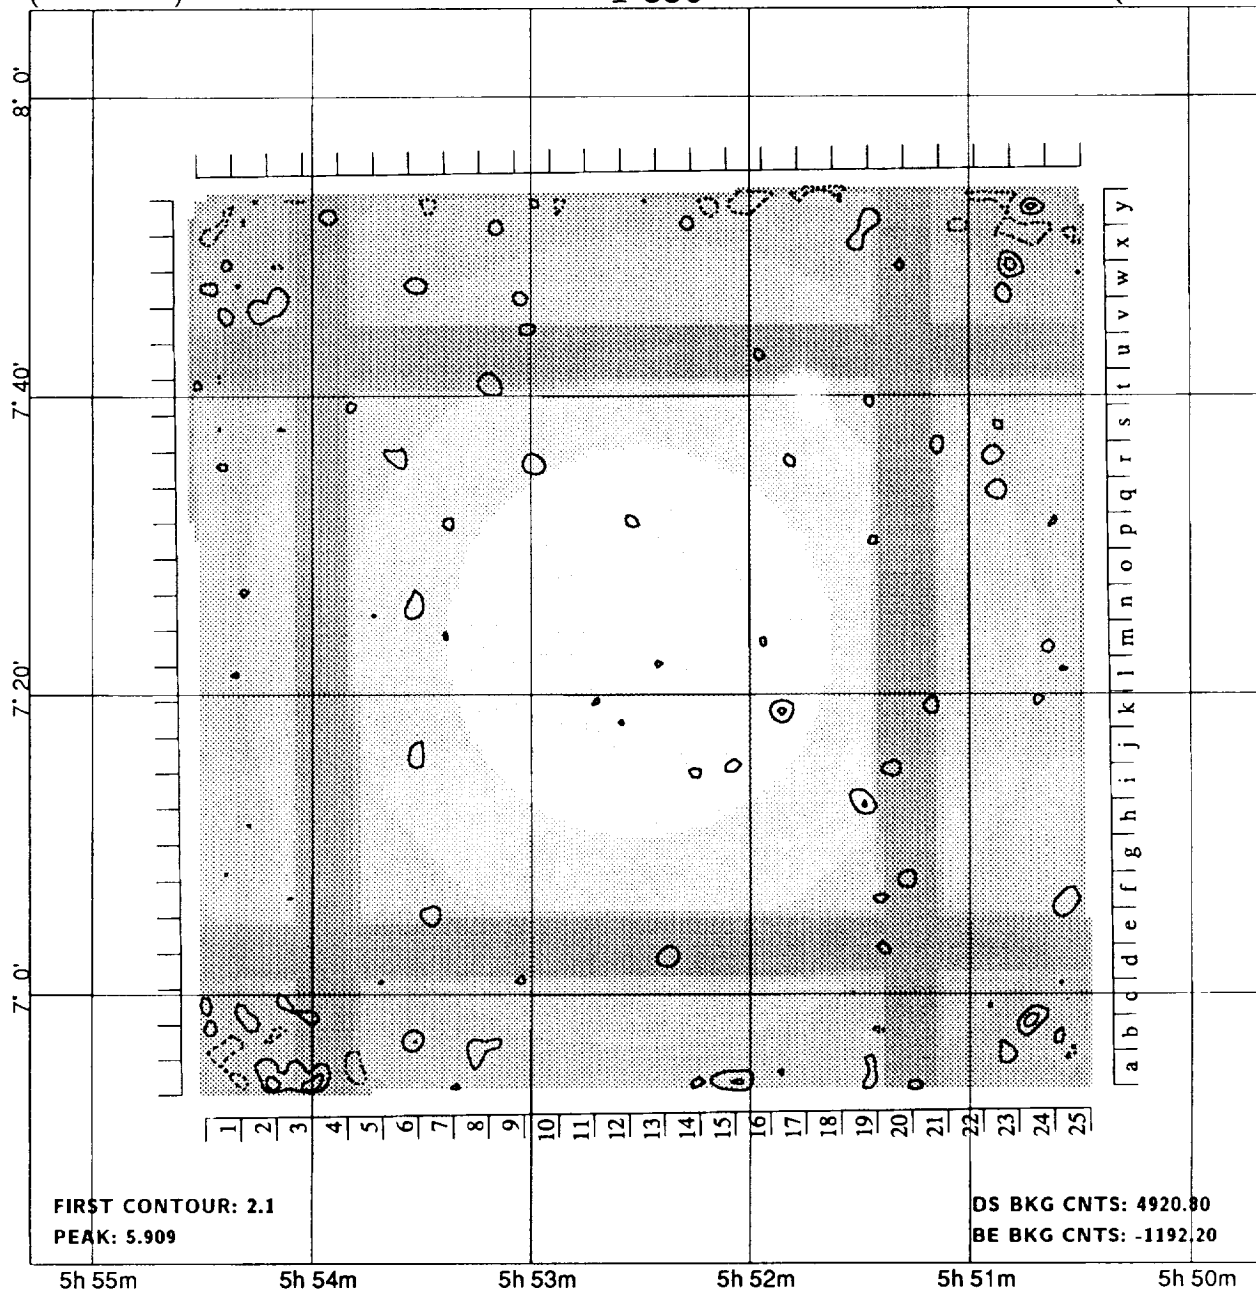 8° 0'
7° 40'
7° 20'
7° 0'
y
x
w
v
u
t
s
r
q
p
o
n
m
l
k
j
i
h
g
f
e
d
c
b
a
1 2 3 4 5 6 7 8 9 10 11 12 13 14 15 16 17 18 19 20 21 22 23 24 25
FIRST CONTOUR: 2.1
PEAK: 5.909
DS BKG CNTS: 4920.80
BE BKG CNTS: -1192.20
5h 55m 5h 54m 5h 53m 5h 52m 5h 51m 5h 50m